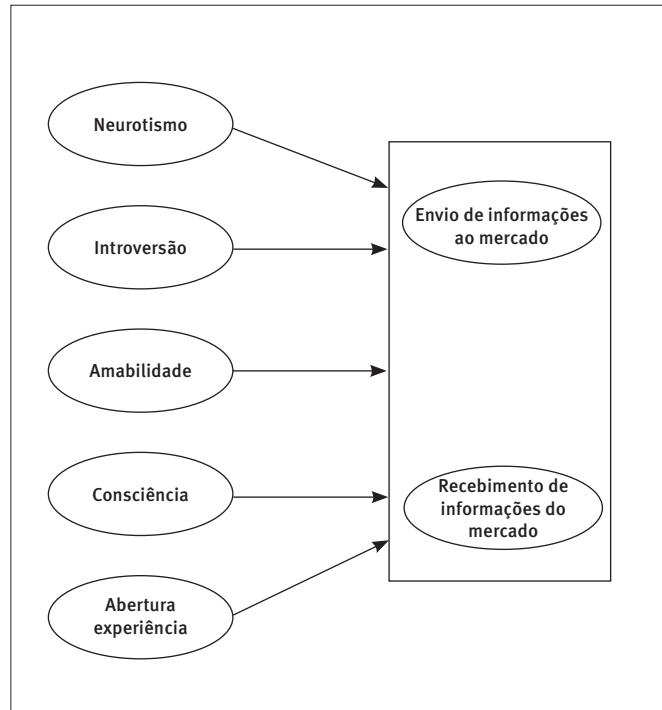 Neurotismo
Introversão
Amabilidade
Consciência
Abertura
experiência
Envio de informações
ao mercado
Recebimento de
informações do
mercado